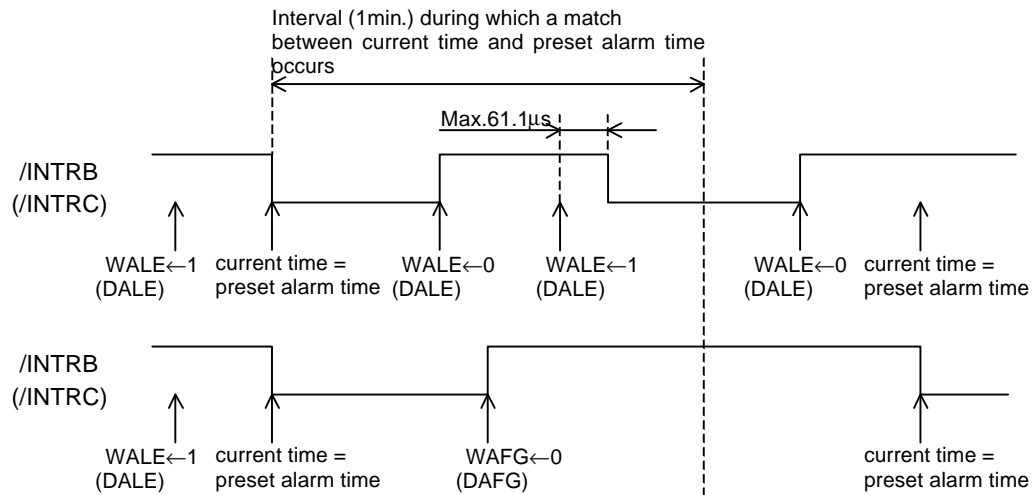 Interval (1min.) during which a match
between current time and preset alarm time
occurs
Max.61.1µs
/INTRB
(/INTRC)
WALE←1
(DALE)
current time =
preset alarm time
WALE←0
(DALE)
WALE←1
(DALE)
WALE←0
(DALE)
current time =
preset alarm time
/INTRB
(/INTRC)
WALE←1
(DALE)
current time =
preset alarm time
WAFG←0
(DAFG)
current time =
preset alarm time